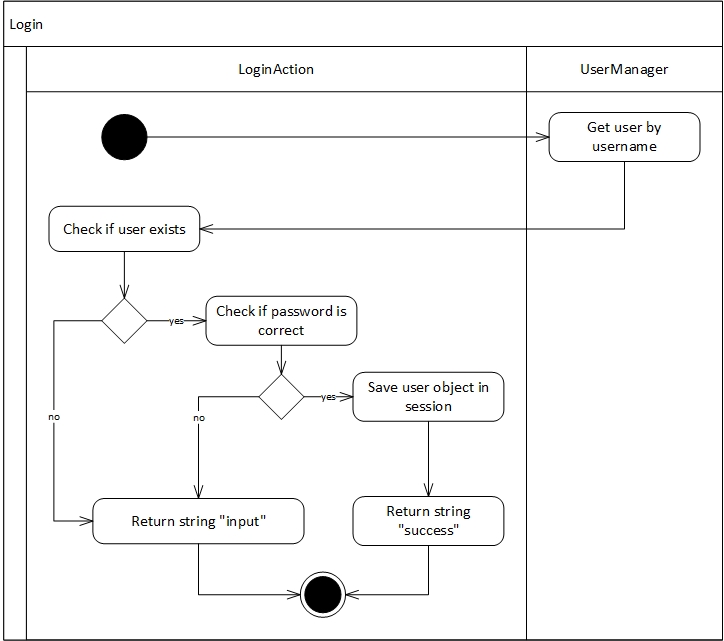 Login
LoginAction
UserManager
Get user by
username
Check if user exists
yes
Check if password is
correct
no
no
yes
Save user object in
session
Return string "input"
Return string
"success"